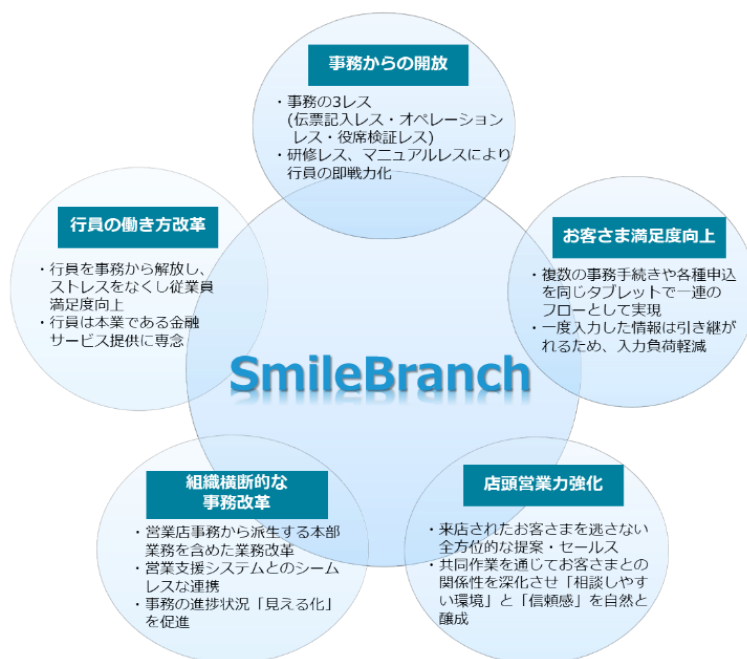 事務からの開放
・事務の3レス
(伝票記入レス・オペレーション
レス・役席検証レス)
・研修レス、マニュアルレスにより
行員の即戦力化
行員の働き方改革
・行員を事務から解放し、
ストレスをなくし従業員
満足度向上
・行員は本業である金融
サービス提供に専念
お客さま満足度向上
・複数の事務手続きや各種申込
を同じタブレットで一連の
フローとして実現
・一度入力した情報は引き継が
れるため、入力負荷軽減
SmileBranch
組織横断的な
事務改革
・営業店事務から派生する本部
業務を含めた業務改革
・営業支援システムとのシーム
レスな連携
・事務の進捗状況「見える化」
を促進
店頭営業力強化
・来店されたお客さまを逃さない
全方位的な提案・セールス
・共同作業を通じてお客さまとの
関係性を深化させ「相談しやす
い環境」と「信頼感」を自然と
醸成